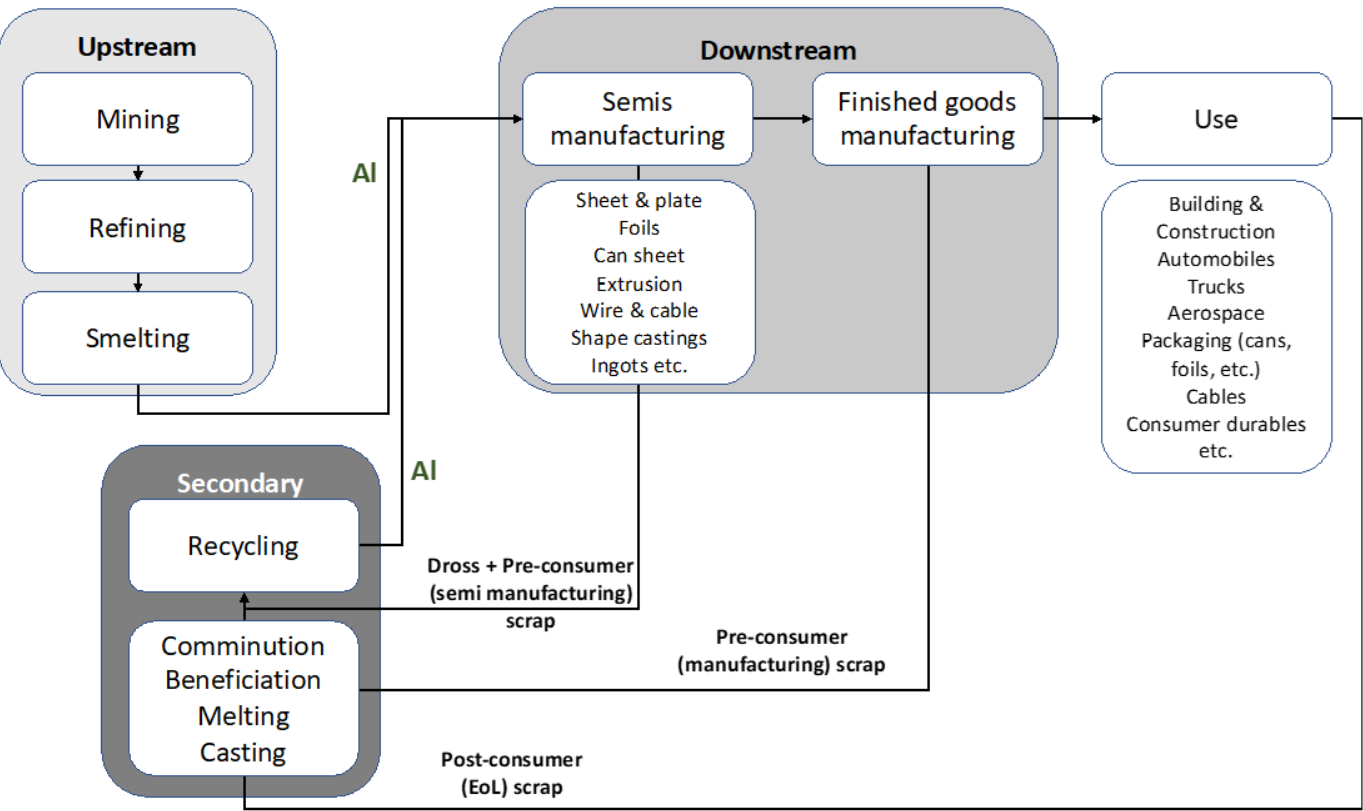 Upstream
Mining
Refining
Smelting
Al
Downstream
Semis
manufacturing
Sheet & plate
Foils
Can sheet
Extrusion
Wire & cable
Shape castings
Ingots etc.
Finished goods
manufacturing
Use
Building &
Construction
Automobiles
Trucks
Aerospace
Packaging (cans,
foils, etc.)
Cables
Consumer durables
etc.
Secondary
Recycling
Al
Comminution
Beneficiation
Melting
Casting
Dross + Pre-consumer
(semi manufacturing)
scrap
Pre-consumer
(manufacturing) scrap
Post-consumer
(EoL) scrap